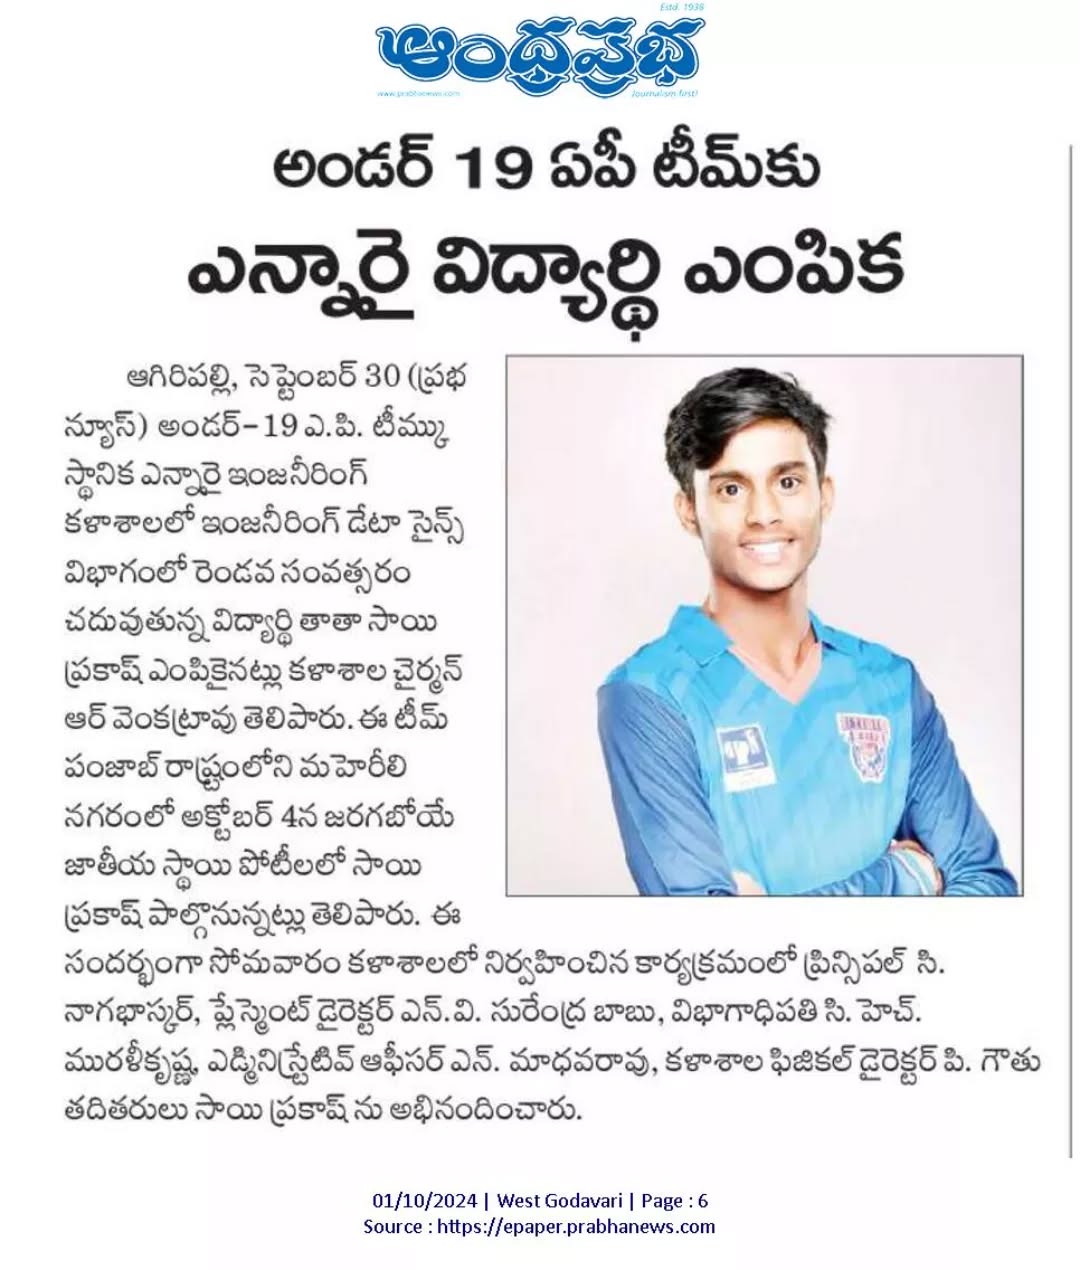 Estd. 1938
ఆంధ్రప్రభ
www.prabhanews.com
Journalism first!
అండర్ 19 ఏపీ టీమ్‌కు
ఎన్నారై విద్యార్థి ఎంపిక
ఆగిరిపల్లి, సెప్టెంబర్ 30 (ప్రభ
న్యూస్) అండర్-19 ఎ.పి. టీమ్కు
స్థానిక ఎన్నారై ఇంజనీరింగ్
కళాశాలలో ఇంజనీరింగ్ డేటా సైన్స్
విభాగంలో రెండవ సంవత్సరం
చదువుతున్న విద్యార్థి తాతా సాయి
ప్రకాష్ ఎంపికైనట్లు కళాశాల చైర్మన్
ఆర్ వెంకట్రావు తెలిపారు. ఈ టీమ్
పంజాబ్ రాష్ట్రంలోని మహెరీలి
నగరంలో అక్టోబర్ 4న జరగబోయే
జాతీయ స్థాయి పోటీలలో సాయి
ప్రకాష్ పాల్గొనున్నట్లు తెలిపారు. ఈ
సందర్భంగా సోమవారం కళాశాలలో నిర్వహించిన కార్యక్రమంలో ప్రిన్సిపల్ సి.
నాగభాస్కర్, ప్లేస్మెంట్ డైరెక్టర్ ఎన్.వి. సురేంద్ర బాబు, విభాగాధిపతి సి. హెచ్.
మురళీకృష్ణ, ఎడ్మినిస్ట్రేటివ్ ఆఫీసర్ ఎన్. మాధవరావు, కళాశాల ఫిజికల్ డైరెక్టర్ పి. గౌతు
తదితరులు సాయి ప్రకాష్ ను అభినందించారు.
01/10/2024 | West Godavari | Page : 6
Source : https://epaper.prabhanews.com